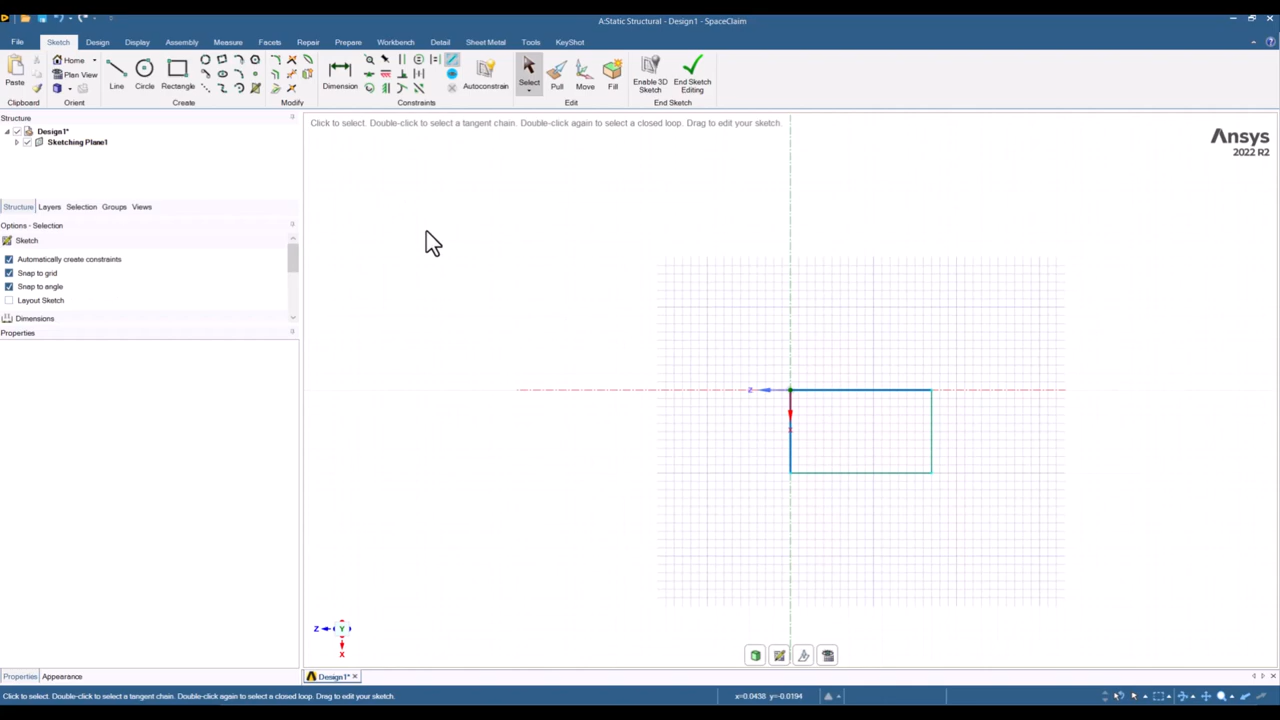 A:Static Structural - Design1 - SpaceClaim
File Sketch Design Display Assembly Measure Facets Repair Prepare Workbench Detail Sheet Metal Tools KeyShot
Paste
Home
Plan View
Line Circle Rectangle
Dimension
Autoconstrain
Select Pull Move Fill
Enable 3D
Sketch
End Sketch
Editing
Clipboard Orient Create Modify Constraints Edit End Sketch
Structure
Design1*
Sketching Plane1
Structure Layers Selection Groups Views
Options - Selection
Sketch
Automatically create constraints
Snap to grid
Snap to angle
Layout Sketch
Dimensions
Properties
Click to select. Double-click to select a tangent chain. Double-click again to select a closed loop. Drag to edit your sketch.
Ansys
2022 R2
Z
Z Y
X
Properties Appearance
Design1*
Click to select. Double-click to select a tangent chain. Double-click again to select a closed loop. Drag to edit your sketch.
x=0.0438 y=-0.0194